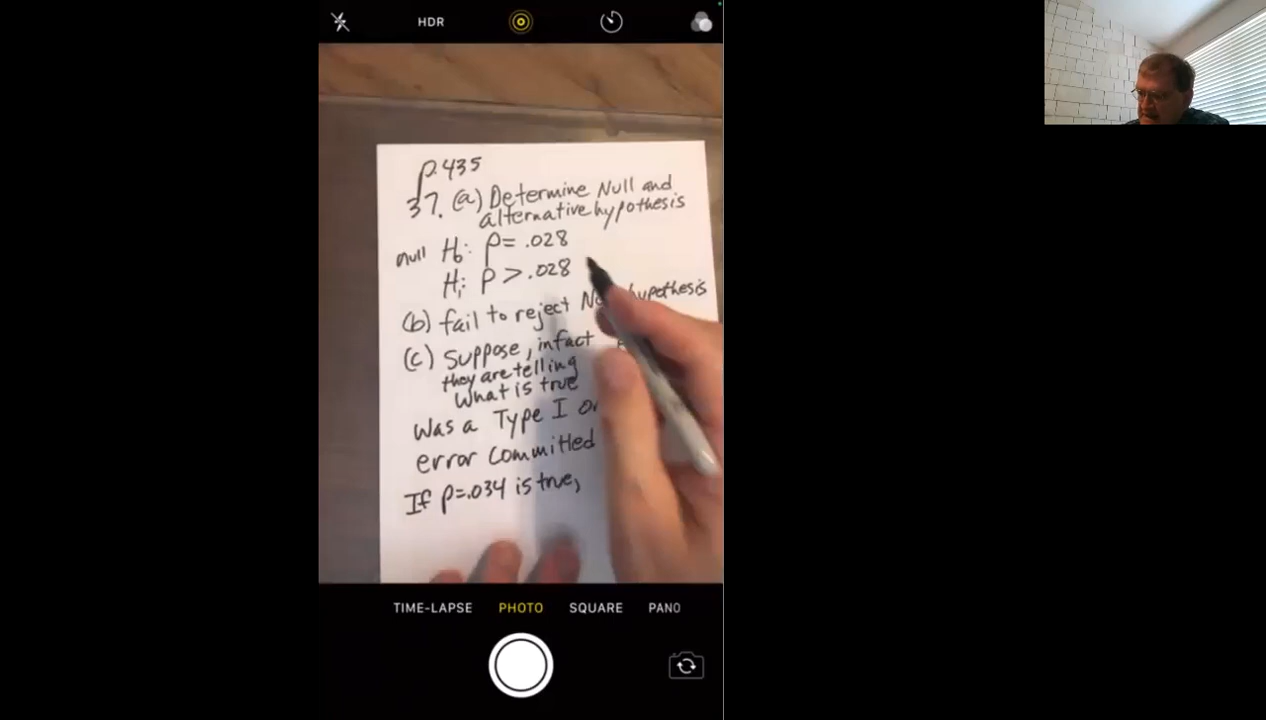 HDR
p.435
37. (a) Determine Null and
alternative hypothesis
null H₀: p = .028
H₁: p > .028
(b) fail to reject hypothesis
(c) Suppose, infact
they are telling
what is true
was a Type I or
error committed
If p=.034 is true,
TIME-LAPSE PHOTO SQUARE PANO